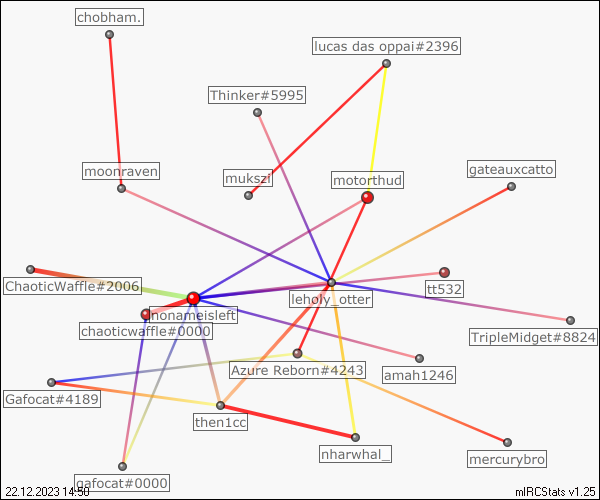 chobham.
lucas das oppai#2396
Thinker#5995
moonraven
mukszi
motorthud
gateauxcatto
ChaoticWaffle#2006
nonameisleft
leholy_otter
tt532
chaoticwaffle#0000
TripleMidget#8824
Azure Reborn#4243
amah1246
Gafocat#4189
then1cc
nharwhal_
mercurybro
gafocat#0000
22.12.2023 14:50
mIRCStats v1.25